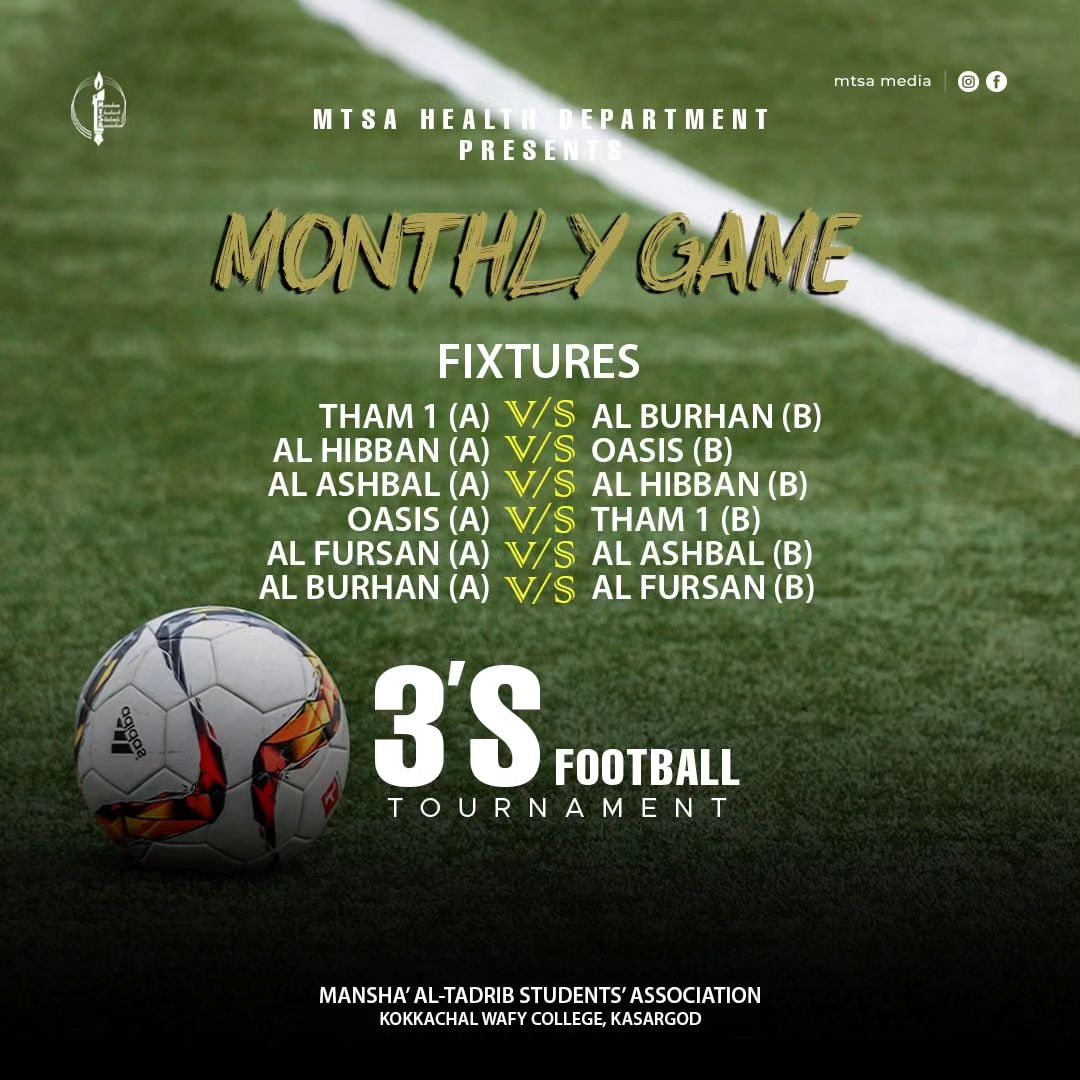 mtsa media
MTSA HEALTH DEPARTMENT
PRESENTS
MONTHLY GAME
FIXTURES
THAM 1 (A) V/S AL BURHAN (B)
AL HIBBAN (A) V/S OASIS (B)
AL ASHBAL (A) V/S AL HIBBAN (B)
OASIS (A) V/S THAM 1 (B)
AL FURSAN (A) V/S AL ASHBAL (B)
AL BURHAN (A) V/S AL FURSAN (B)
adidas
3'S FOOTBALL
TOURNAMENT
MANSHA' AL-TADRIB STUDENTS' ASSOCIATION
KOKKACHAL WAFY COLLEGE, KASARGOD